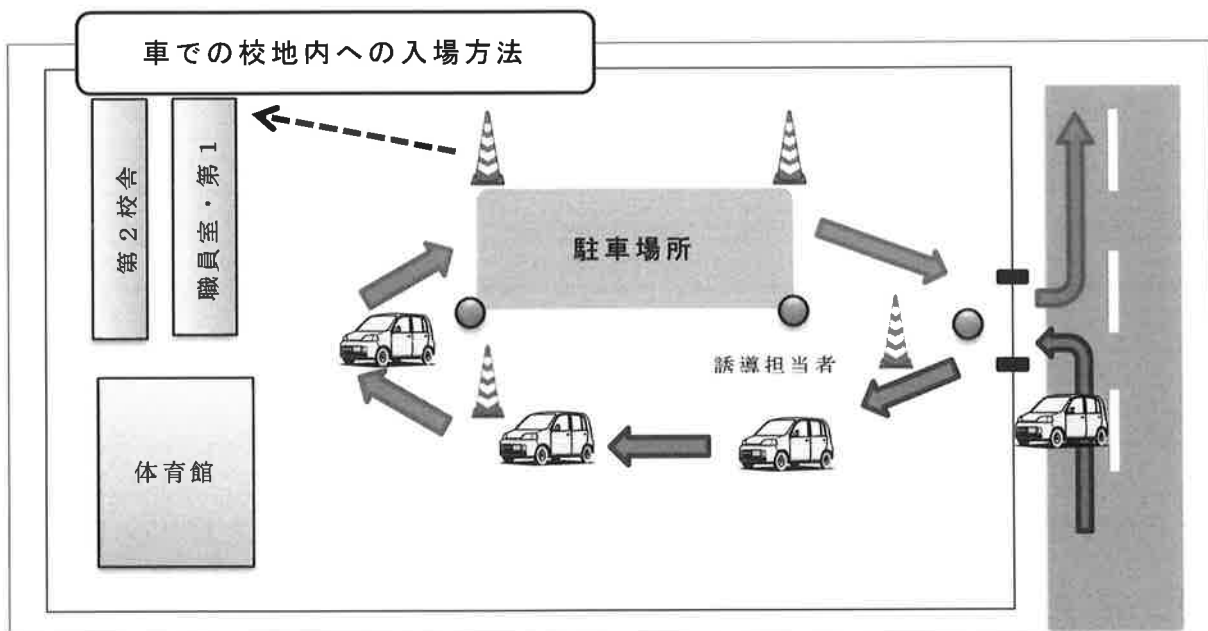 車での校地内への入場方法
第２校舎
職員室・第１
駐車場所
誘導担当者
体育館